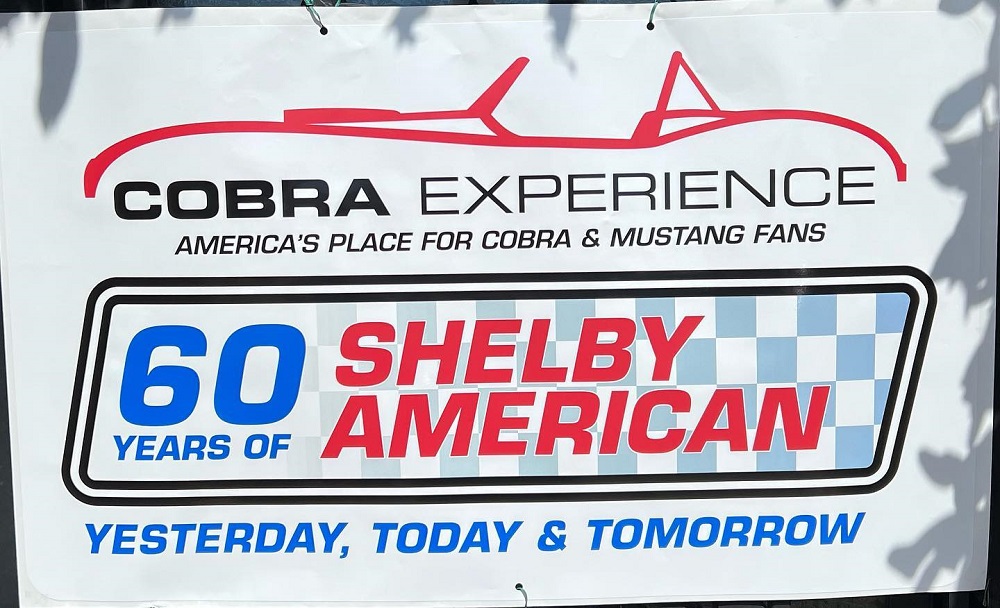 COBRA EXPERIENCE
AMERICA'S PLACE FOR COBRA & MUSTANG FANS
60
YEARS OF
SHELBY
AMERICAN
YESTERDAY, TODAY & TOMORROW